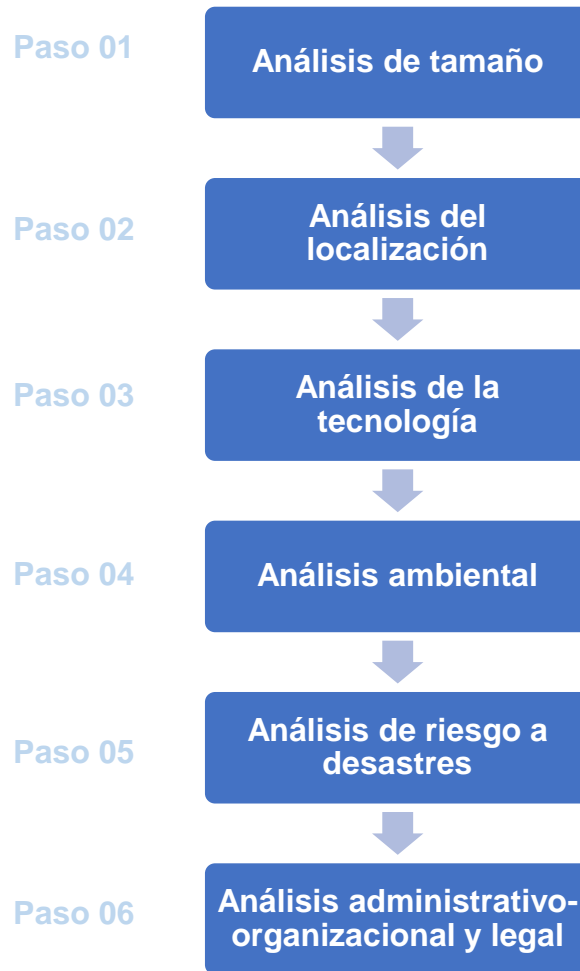 Paso 01
Análisis de tamaño
Paso 02
Análisis del
localización
Paso 03
Análisis de la
tecnología
Paso 04
Análisis ambiental
Paso 05
Análisis de riesgo a
desastres
Paso 06
Análisis administrativo-
organizacional y legal